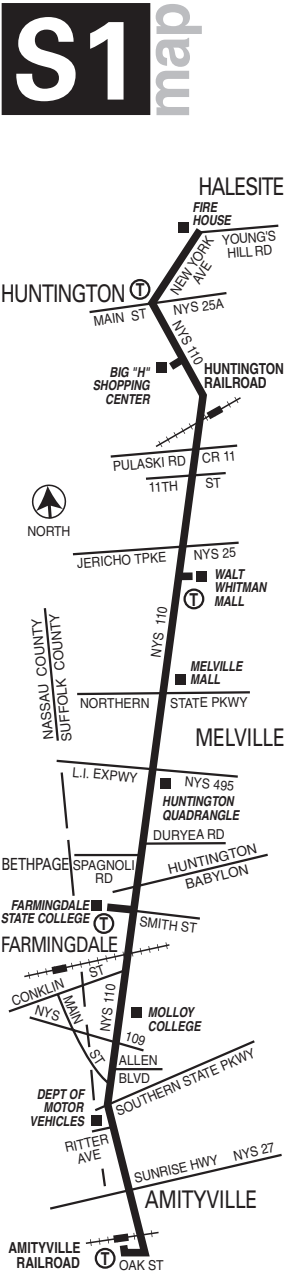 S1
map
HALESITE
FIRE
HOUSE
YOUNG'S
HILL RD
NEW YORK
AVE
HUNTINGTON T
MAIN ST
NYS 25A
NYS 110
BIG "H"
SHOPPING
CENTER
HUNTINGTON
RAILROAD
PULASKI RD
CR 11
11TH ST
NORTH
JERICHO TPKE
NYS 25
WALT
WHITMAN
MALL
T
NYS 110
NASSAU COUNTY
SUFFOLK COUNTY
MELVILLE
MALL
NORTHERN STATE PKWY
MELVILLE
L.I. EXPWY
NYS 495
HUNTINGTON
QUADRANGLE
DURYEA RD
BETHPAGE
SPAGNOLI
RD
HUNTINGTON
BABYLON
FARMINGDALE
STATE COLLEGE
T
SMITH ST
FARMINGDALE
CONKLIN ST
NYS 109
MAIN ST
NYS 110
MOLLOY
COLLEGE
ALLEN
BLVD
SOUTHERN STATE PKWY
DEPT OF
MOTOR
VEHICLES
RITTER
AVE
SUNRISE HWY NYS 27
AMITYVILLE
AMITYVILLE
RAILROAD
T
OAK ST